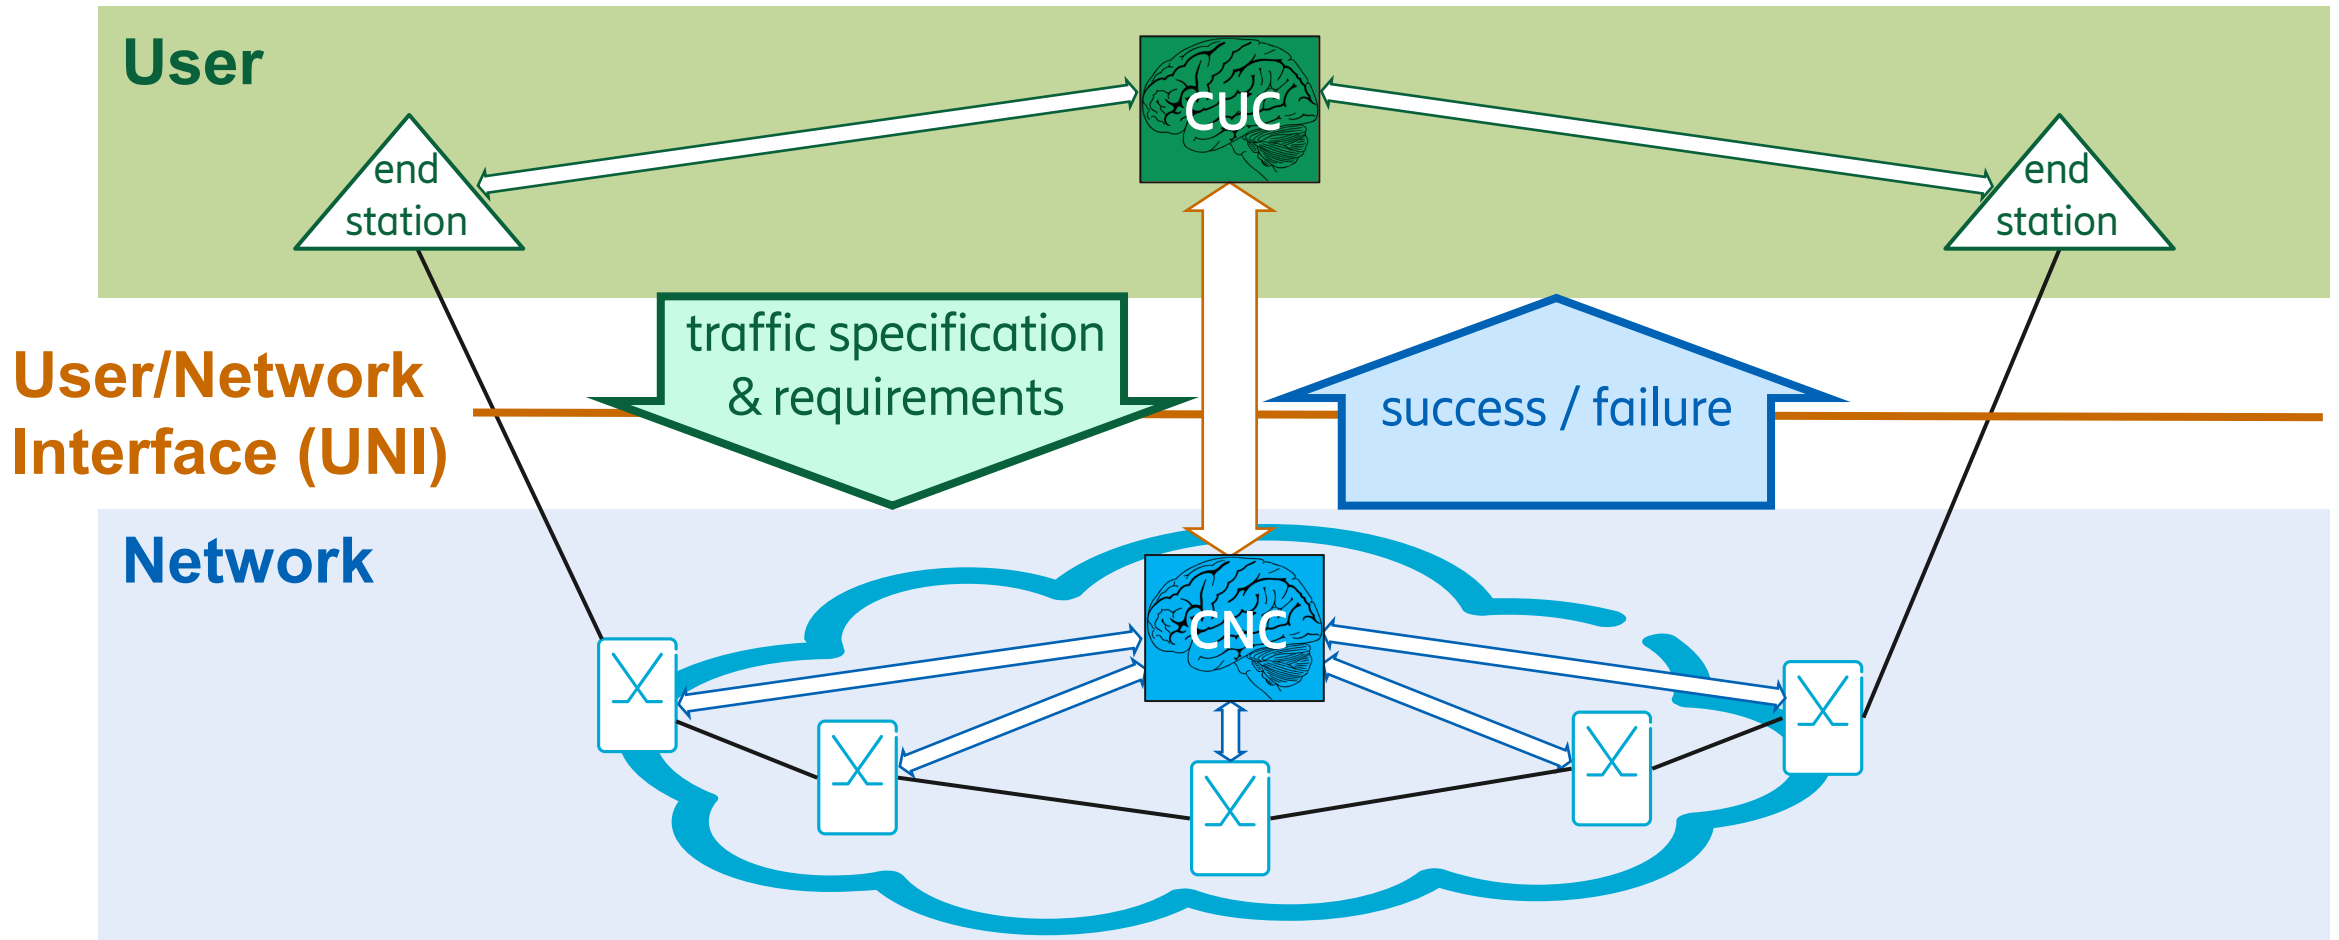 User
CUC
end
station
end
station
traffic specification
& requirements
User/Network
Interface (UNI)
success / failure
Network
CNC